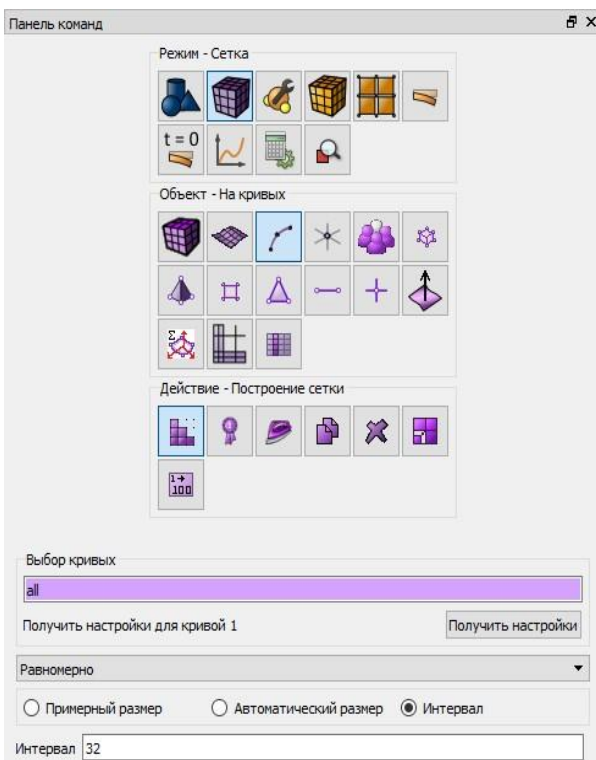 Панель команд
Режим - Сетка
t = 0
Объект - На кривых
Σ
Действие - Построение сетки
1
100
Выбор кривых
all
Получить настройки для кривой 1
Получить настройки
Равномерно
Примерный размер
Автоматический размер
Интервал
Интервал 32